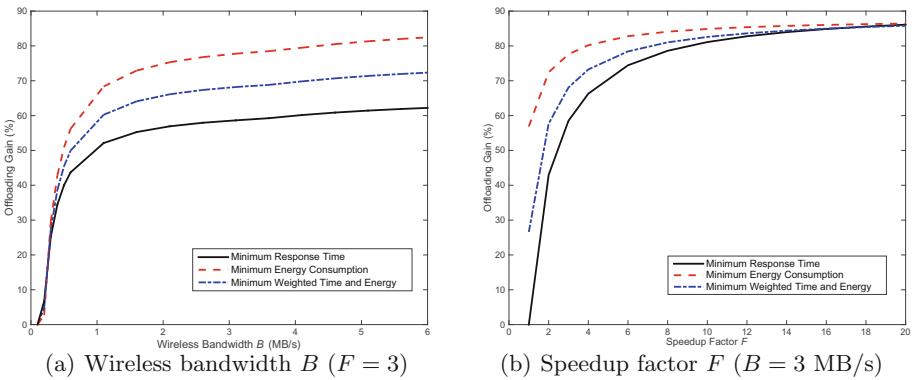 90
80
70
60
50
40
30
20
10
0
Offloading Gain (%)
Minimum Response Time
Minimum Energy Consumption
Minimum Weighted Time and Energy
0 1 2 3 4 5 6
Wireless Bandwidth B (MB/s)
(a) Wireless bandwidth B (F = 3)
90
80
70
60
50
40
30
20
10
0
Offloading Gain (%)
Minimum Response Time
Minimum Energy Consumption
Minimum Weighted Time and Energy
0 2 4 6 8 10 12 14 16 18 20
Speedup Factor F
(b) Speedup factor F (B = 3 MB/s)